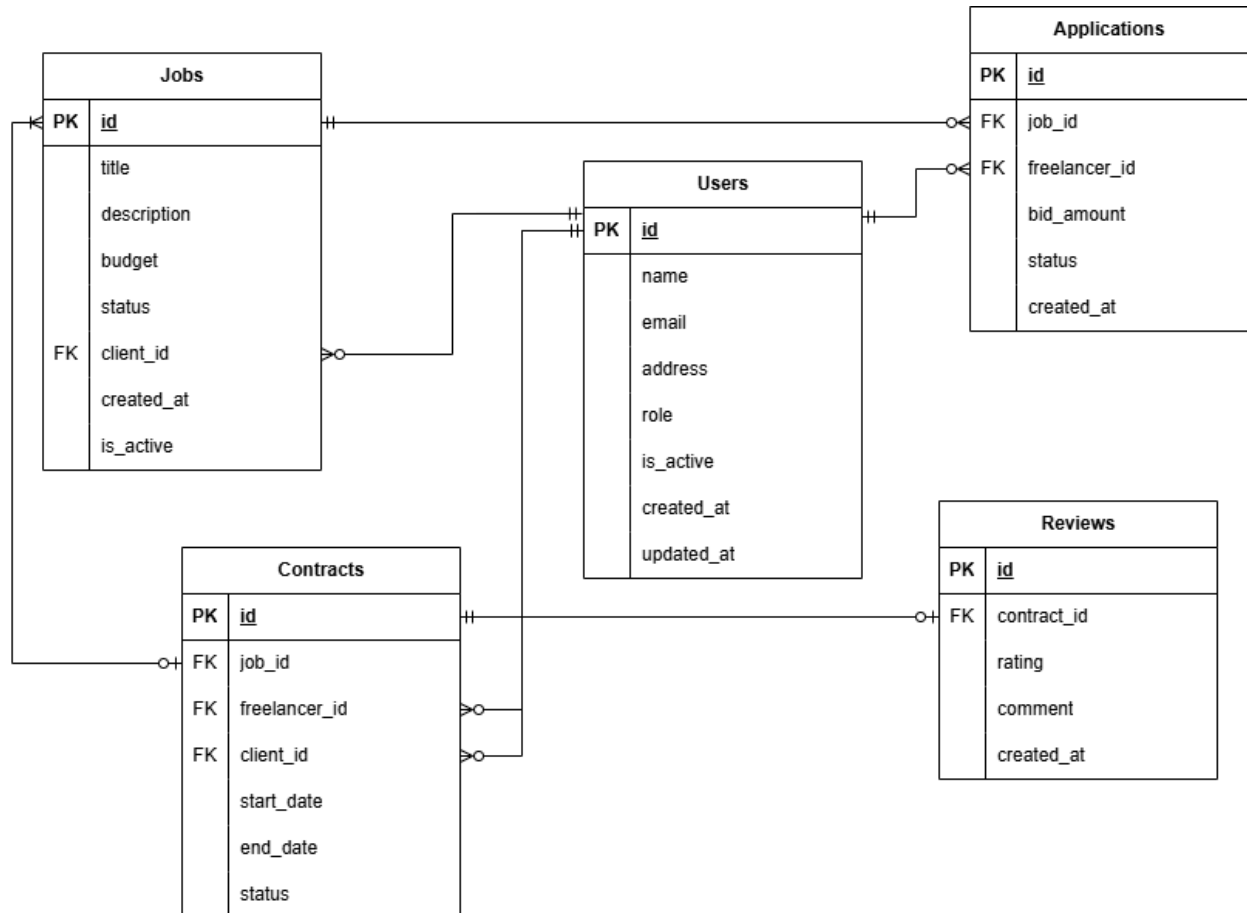 Jobs
PK id
title
description
budget
status
FK client_id
created_at
is_active
Users
PK id
name
email
address
role
is_active
created_at
updated_at
Applications
PK id
FK job_id
FK freelancer_id
bid_amount
status
created_at
Contracts
PK id
FK job_id
FK freelancer_id
FK client_id
start_date
end_date
status
Reviews
PK id
FK contract_id
rating
comment
created_at